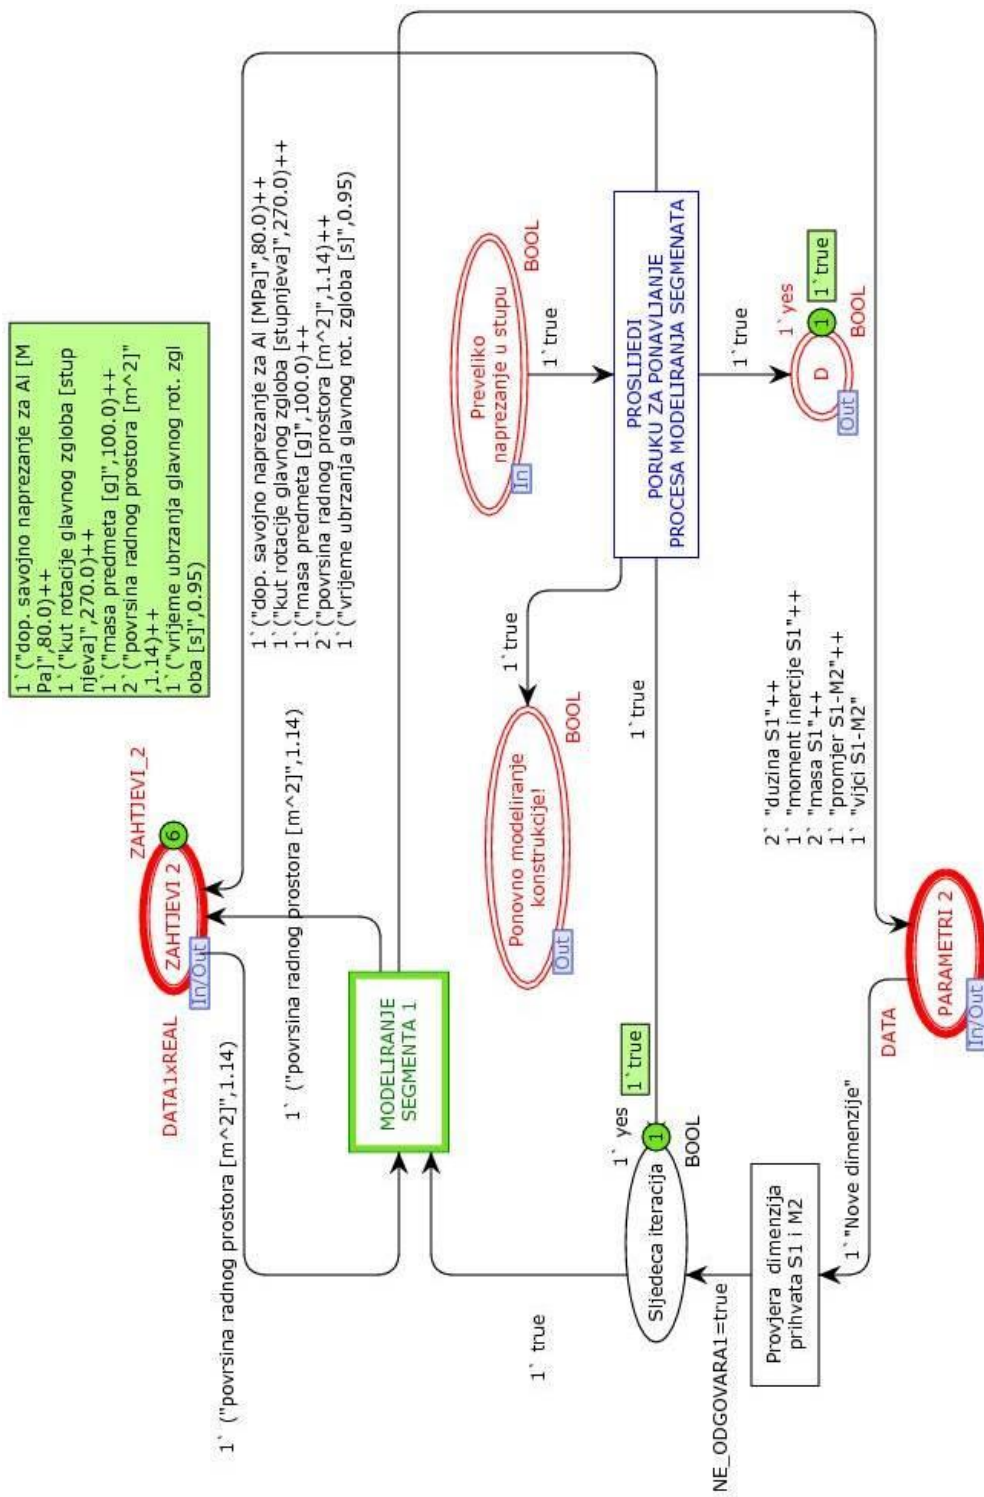 1`("dop. savojno naprezanje za Al [M
Pa]",80.0)++
1`("kut rotacije glavnog zgloba [stup
njeva]",270.0)++
1`("masa predmeta [g]",100.0)++
2`("povrsina radnog prostora [m^2]"
,1.14)++
1`("vrijeme ubrzanja glavnog rot. zgl
oba [s]",0.95)
ZAHTJEVI_2
6
ZAHTJEVI 2
In/Out
DATA1xREAL
1`("dop. savojno naprezanje za Al [MPa]",80.0)++
1`("kut rotacije glavnog zgloba [stupnjeva]",270.0)++
1`("masa predmeta [g]",100.0)++
2`("povrsina radnog prostora [m^2]",1.14)++
1`("vrijeme ubrzanja glavnog rot. zgloba [s]",0.95)
1` ("povrsina radnog prostora [m^2]",1.14)
1` ("povrsina radnog prostora [m^2]",1.14)
MODELIRANJE
SEGMENTA 1
Preveliko
naprezanje u stupu
In
BOOL
1`true
Ponovno modeliranje
konstrukcije!
Out
BOOL
1`true
PROSLIJEDI
PORUKU ZA PONAVLJANJE
PROCESA MODELIRANJA SEGMENATA
1`true
1`true
1` true
1` yes
1`true
Sljedeca iteracija
1
BOOL
1`yes
1`true
D
1
Out
BOOL
NE_ODGOVARA1=true
Provjera dimenzija
prihvata S1 i M2
1`"Nove dimenzije"
2` "duzina S1"++
1` "moment inercije S1"++
2` "masa S1"++
1` "promjer S1-M2"++
1` "vijci S1-M2"
DATA
PARAMETRI 2
In/Out